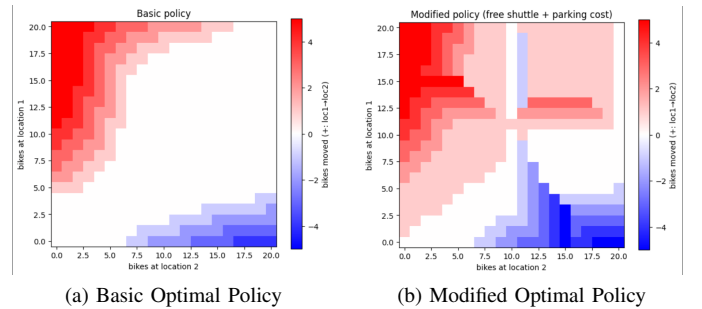 Basic policy
20.0
17.5
15.0
12.5
10.0
7.5
5.0
2.5
0.0
bikes at location 1
0.0 2.5 5.0 7.5 10.0 12.5 15.0 17.5 20.0
bikes at location 2
4
2
0
−2
−4
bikes moved (+: loc1→loc2)
(a) Basic Optimal Policy
Modified policy (free shuttle + parking cost)
20.0
17.5
15.0
12.5
10.0
7.5
5.0
2.5
0.0
bikes at location 1
0.0 2.5 5.0 7.5 10.0 12.5 15.0 17.5 20.0
bikes at location 2
4
2
0
−2
−4
bikes moved (+: loc1→loc2)
(b) Modified Optimal Policy